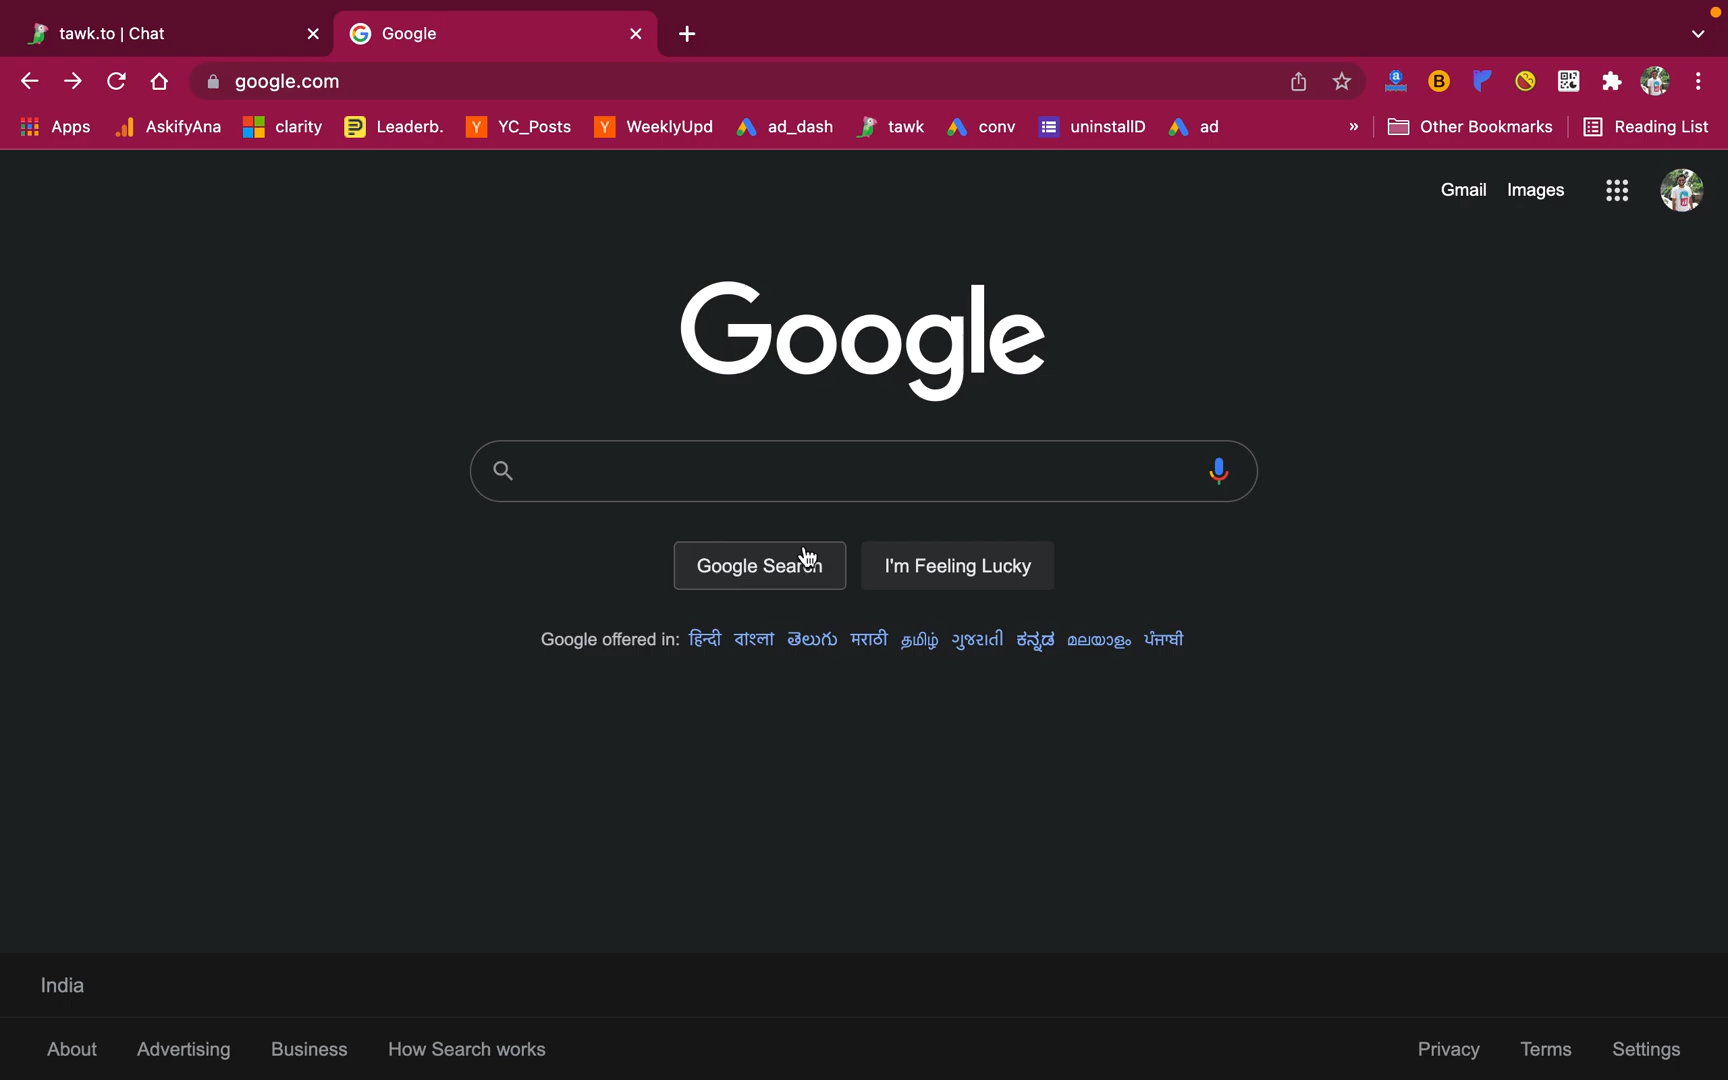 tawk.to | Chat Google
google.com
Apps AskifyAna clarity Leaderb. YC_Posts WeeklyUpd ad_dash tawk conv uninstallD ad » Other Bookmarks Reading List
Gmail Images
Google
Google Search I'm Feeling Lucky
Google offered in: हिन्दी বাংলা తెలుగు मराठी தமிழ் ગુજરાતી ಕನ್ನಡ മലയാളം ਪੰਜਾਬੀ
India
About Advertising Business How Search works Privacy Terms Settings